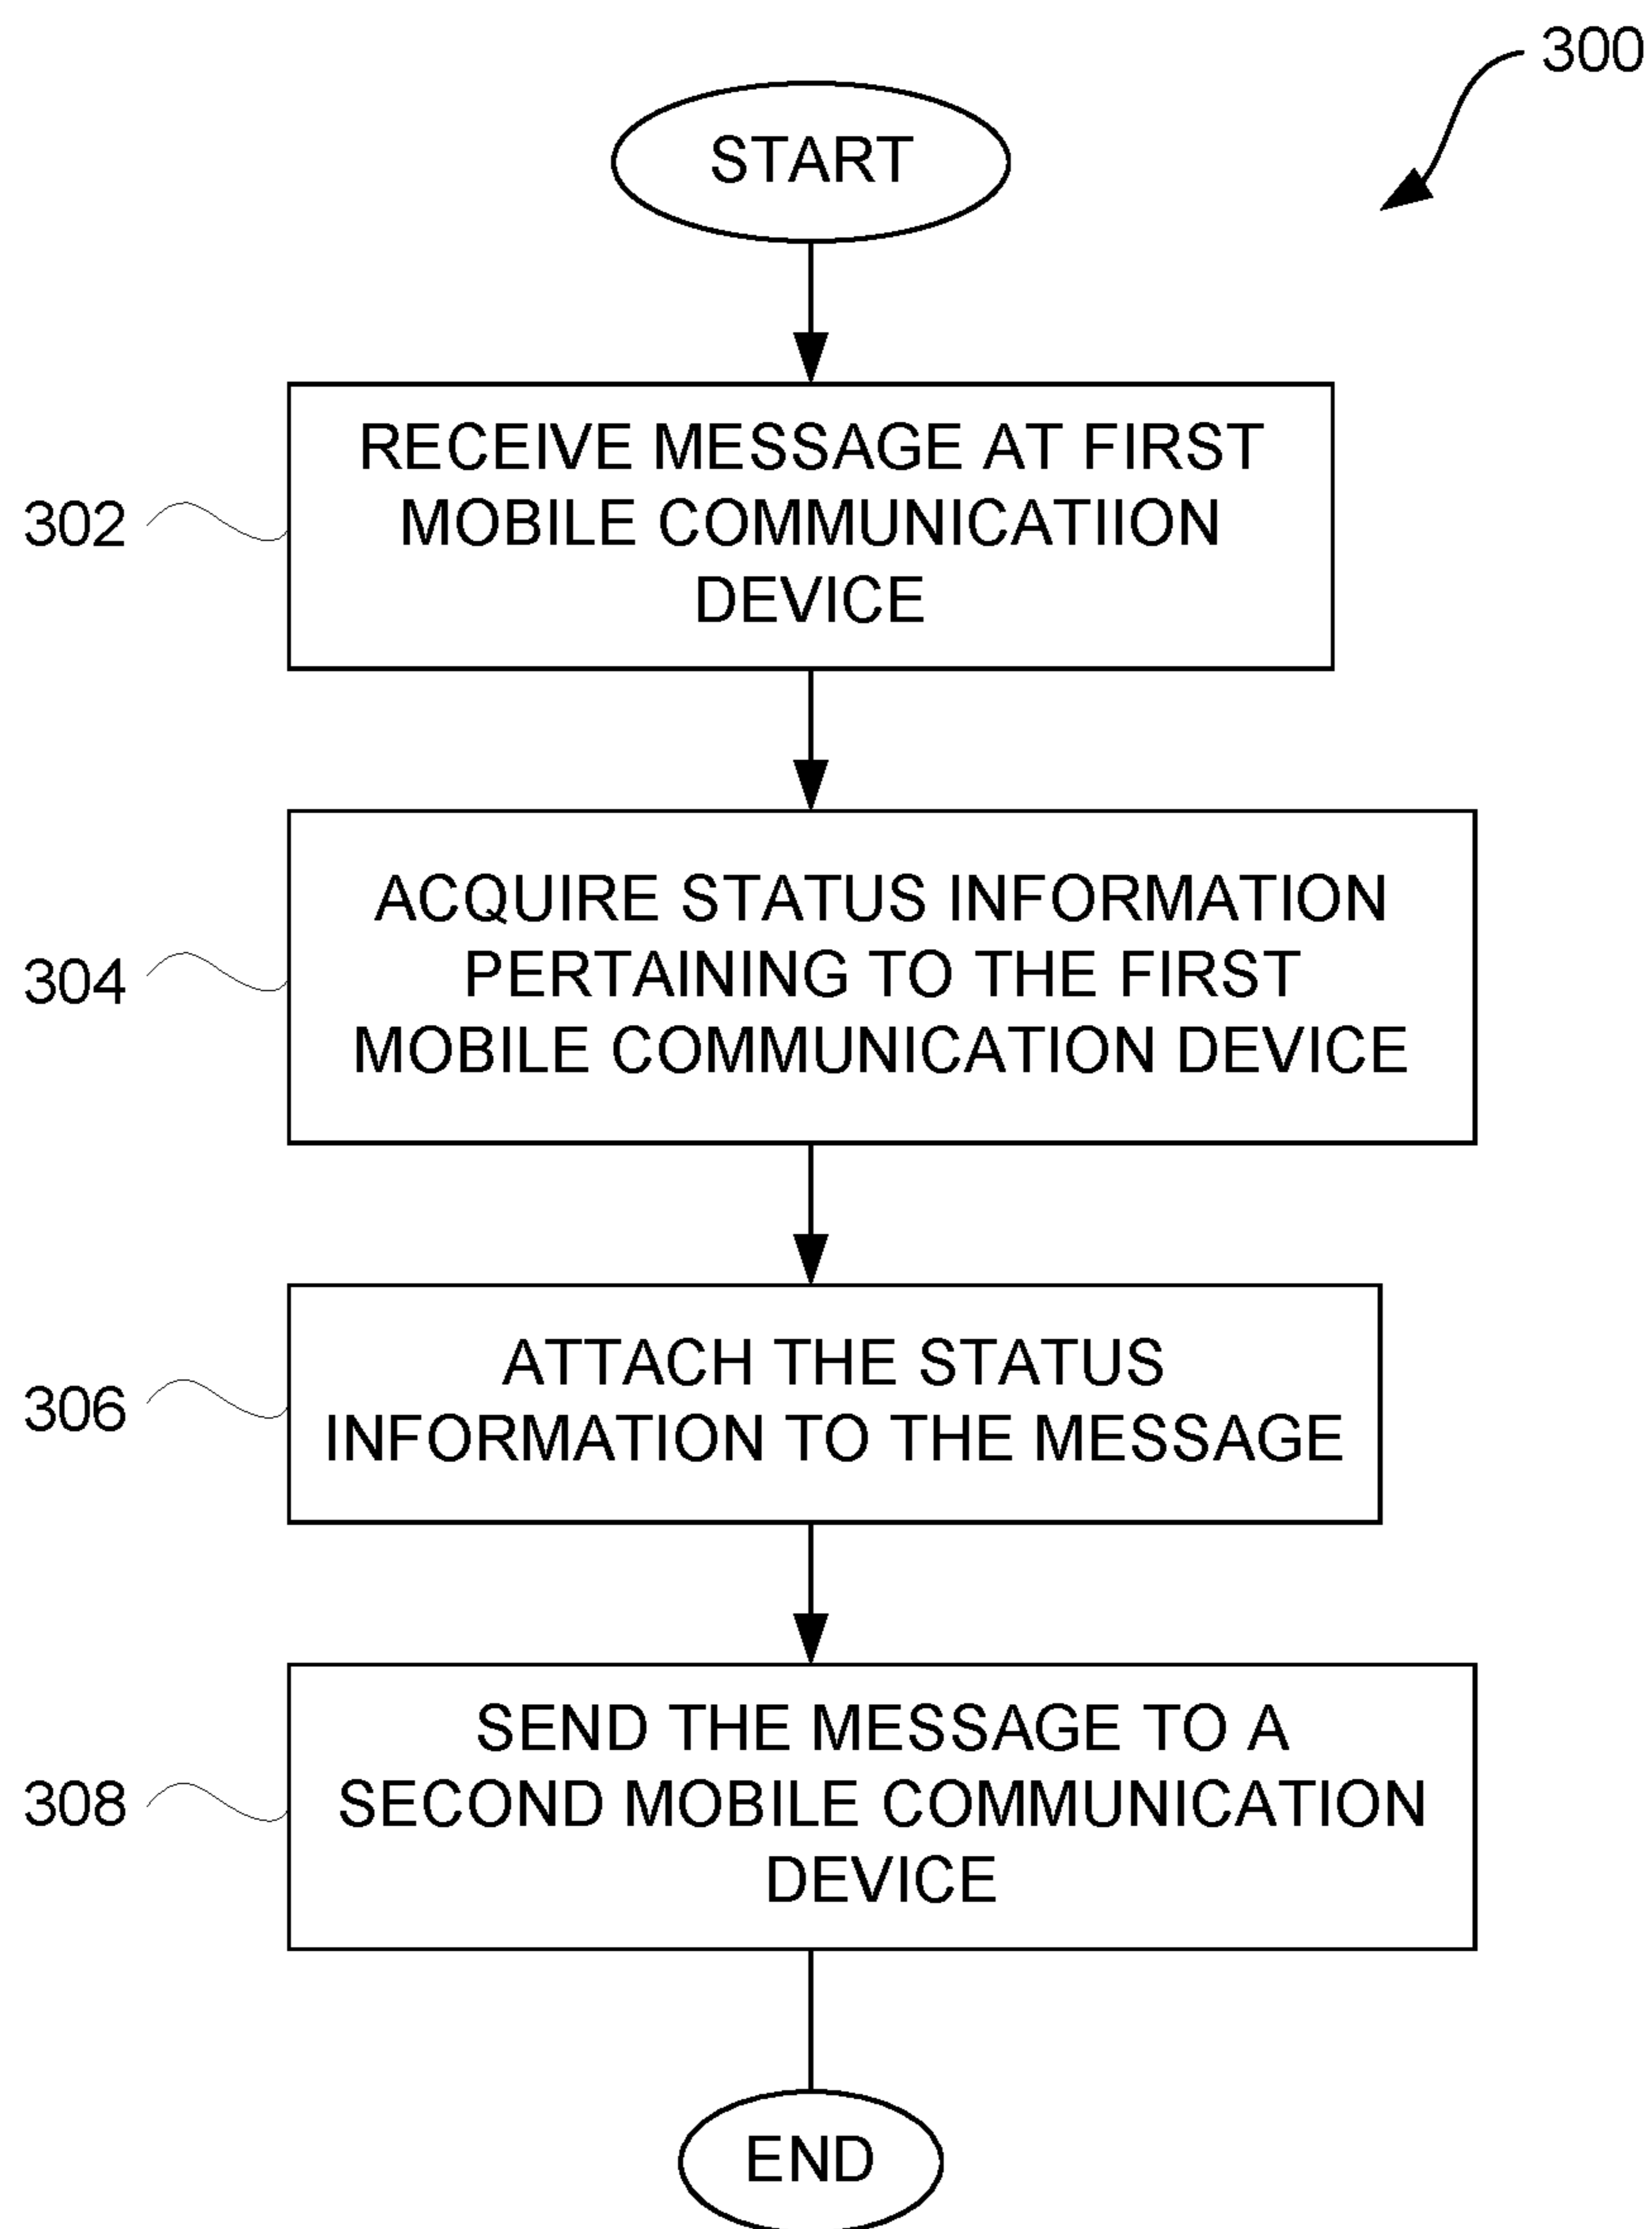 300
START
RECEIVE MESSAGE AT FIRST
MOBILE COMMUNICATIION
DEVICE
302
ACQUIRE STATUS INFORMATION
PERTAINING TO THE FIRST
MOBILE COMMUNICATION DEVICE
304
ATTACH THE STATUS
INFORMATION TO THE MESSAGE
306
SEND THE MESSAGE TO A
SECOND MOBILE COMMUNICATION
DEVICE
308
END